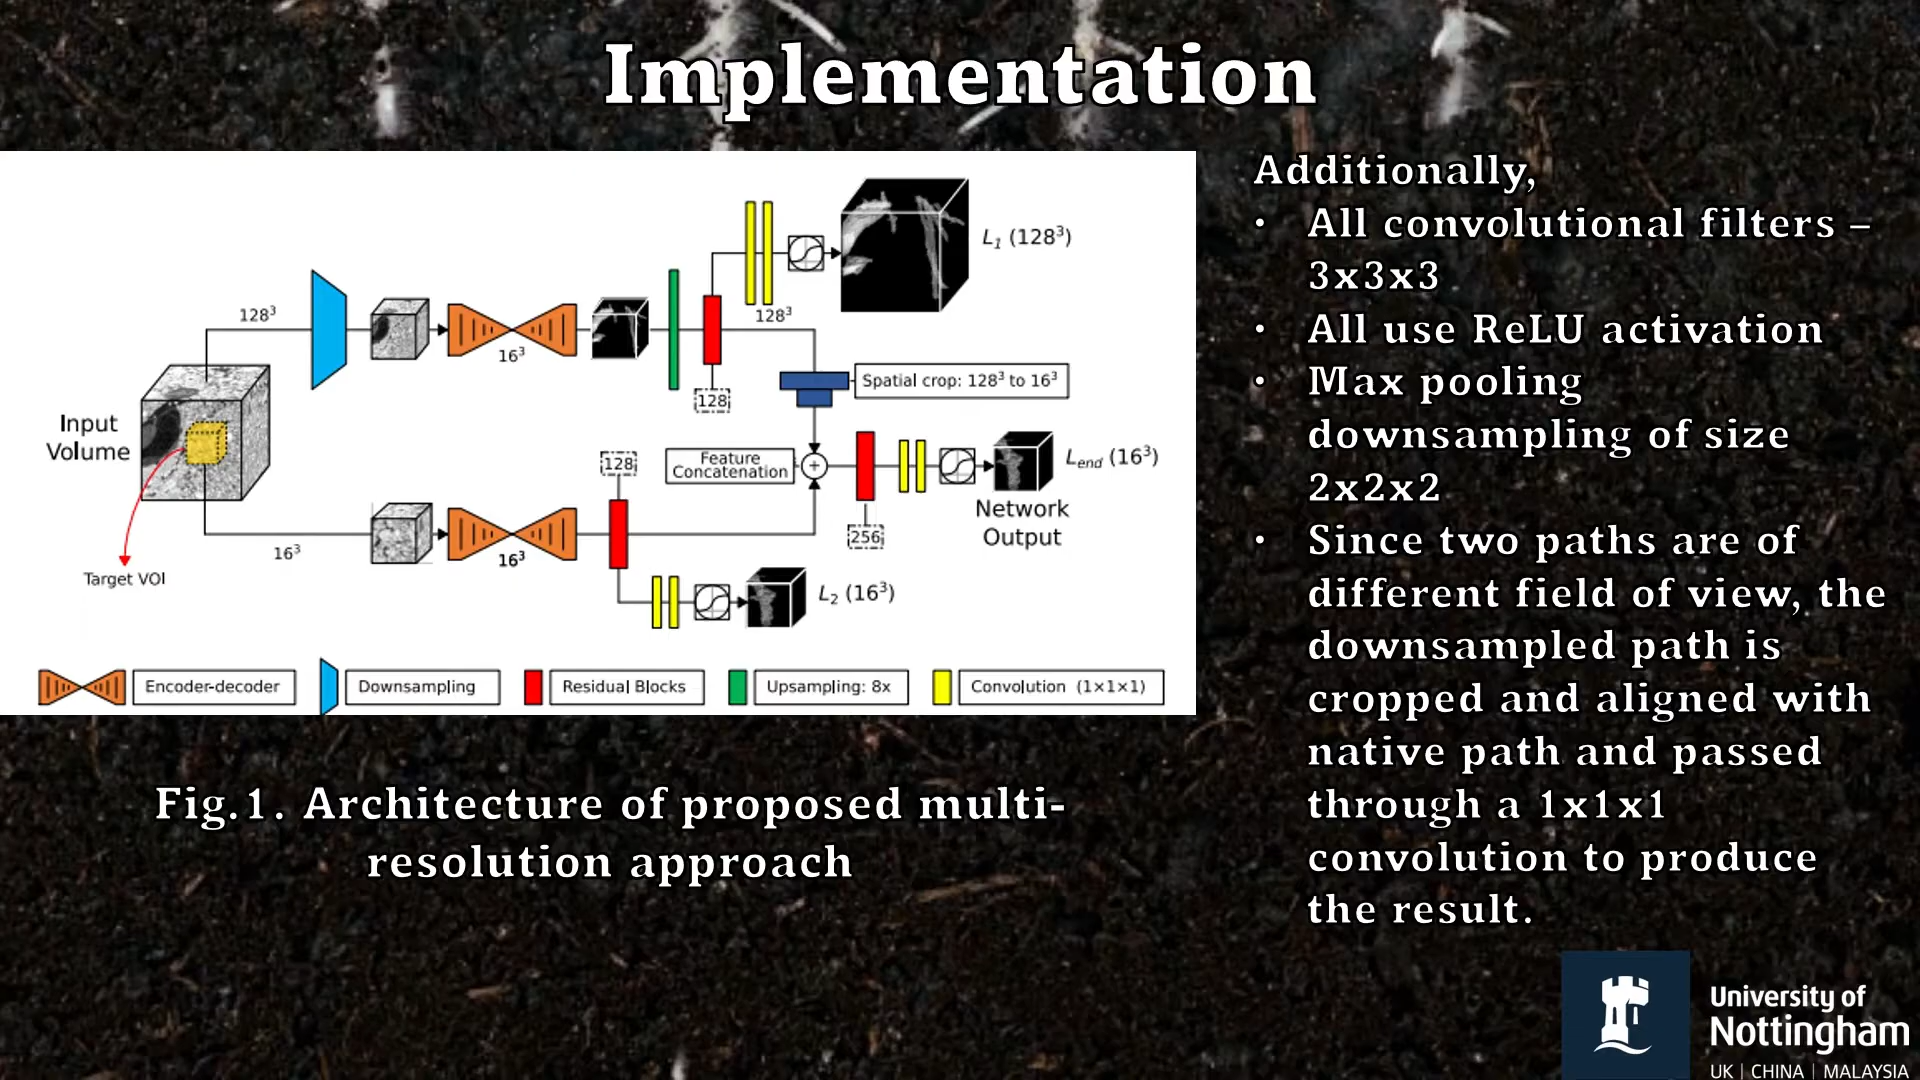 Implementation
128³
Input
Volume
Target VOI
16³
16³
128
128³
L₁ (128³)
Spatial crop: 128³ to 16³
128
Feature
Concatenation
+
256
L_end (16³)
Network
Output
16³
L₂ (16³)
Encoder-decoder
Downsampling
Residual Blocks
Upsampling: 8x
Convolution (1×1×1)
Fig.1. Architecture of proposed multi-
resolution approach
Additionally,
• All convolutional filters –
3x3x3
• All use ReLU activation
• Max pooling
downsampling of size
2x2x2
• Since two paths are of
different field of view, the
downsampled path is
cropped and aligned with
native path and passed
through a 1x1x1
convolution to produce
the result.
University of
Nottingham
UK | CHINA | MALAYSIA